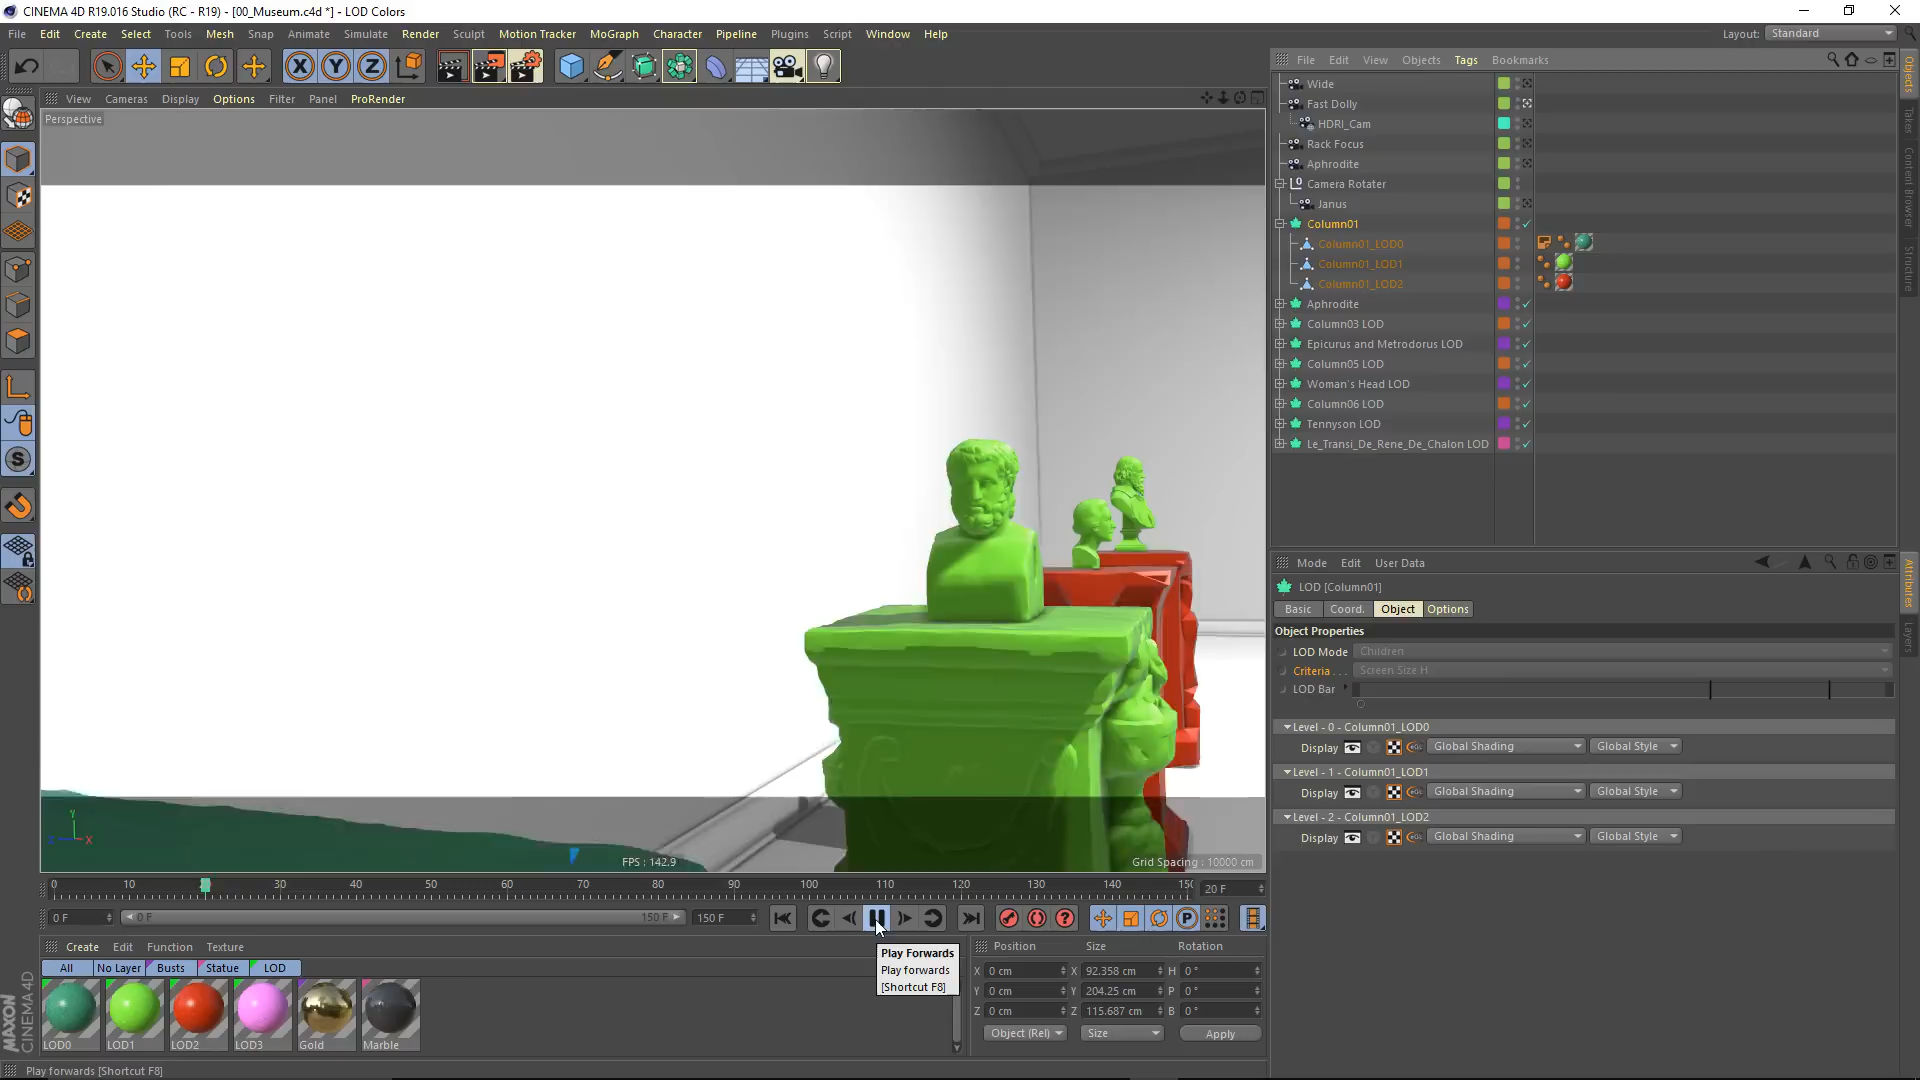 CINEMA 4D R19.016 Studio (RC - R19) - [00_Museum.c4d *] - LOD Colors
File Edit Create Select Tools Mesh Snap Animate Simulate Render Sculpt Motion Tracker MoGraph Character Pipeline Plugins Script Window Help
Layout: Standard
View Cameras Display Options Filter Panel ProRender
Perspective
FPS : 142.9
Grid Spacing : 10000 cm
0 10 20 30 40 50 60 70 80 90 100 110 120 130 140 150
20 F
0 F
0 F
150 F
150 F
Play Forwards
Play forwards
[Shortcut F8]
Create Edit Function Texture
All No Layer Busts Statue LOD
LOD0 LOD1 LOD2 LOD3 Gold Marble
MAXON
CINEMA 4D
Position Size Rotation
X 0 cm X 92.358 cm H 0 °
Y 0 cm Y 204.25 cm P 0 °
Z 0 cm Z 115.687 cm B 0 °
Object (Rel) Size Apply
Play forwards [Shortcut F8]
File Edit View Objects Tags Bookmarks
Wide
Fast Dolly
HDRI_Cam
Rack Focus
Aphrodite
Camera Rotater
Janus
Column01
Column01_LOD0
Column01_LOD1
Column01_LOD2
Aphrodite
Column03 LOD
Epicurus and Metrodorus LOD
Column05 LOD
Woman`s Head LOD
Column06 LOD
Tennyson LOD
Le_Transi_De_Rene_De_Chalon LOD
Mode Edit User Data
LOD [Column01]
Basic Coord. Object Options
Object Properties
LOD Mode Children
Criteria . . . Screen Size H
LOD Bar
Level - 0 - Column01_LOD0
Display Global Shading Global Style
Level - 1 - Column01_LOD1
Display Global Shading Global Style
Level - 2 - Column01_LOD2
Display Global Shading Global Style
Objects
Takes
Content Browser
Structure
Attributes
Layers